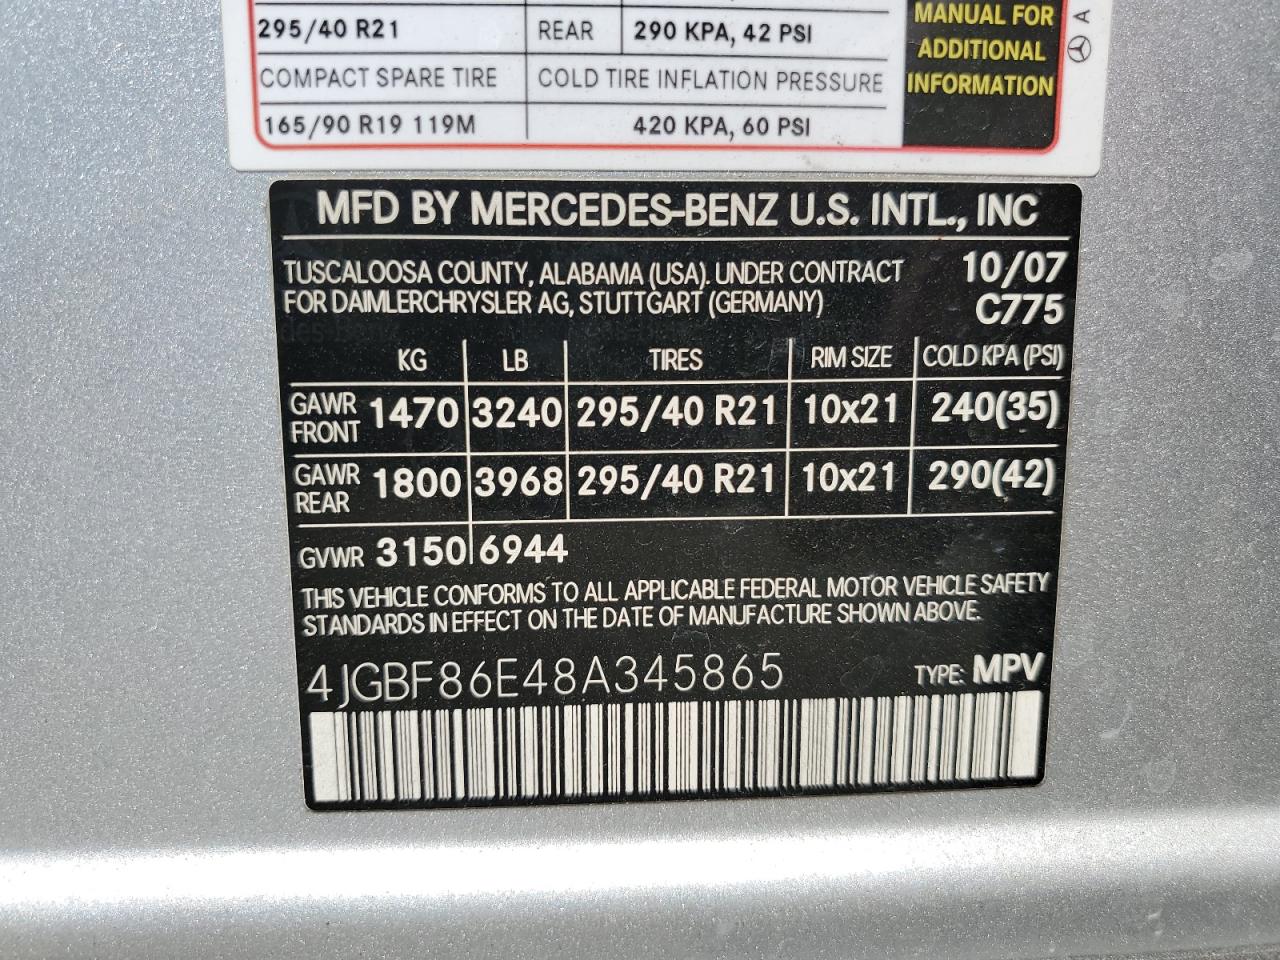 295/40 R21 REAR 290 KPA, 42 PSI
COMPACT SPARE TIRE COLD TIRE INFLATION PRESSURE
165/90 R19 119M 420 KPA, 60 PSI
MANUAL FOR
ADDITIONAL
INFORMATION
A
MFD BY MERCEDES-BENZ U.S. INTL., INC
TUSCALOOSA COUNTY, ALABAMA (USA). UNDER CONTRACT 10/07
FOR DAIMLERCHRYSLER AG, STUTTGART (GERMANY) C775
KG LB TIRES RIM SIZE COLD KPA (PSI)
GAWR FRONT 1470 3240 295/40 R21 10x21 240(35)
GAWR REAR 1800 3968 295/40 R21 10x21 290(42)
GVWR 3150 6944
THIS VEHICLE CONFORMS TO ALL APPLICABLE FEDERAL MOTOR VEHICLE SAFETY
STANDARDS IN EFFECT ON THE DATE OF MANUFACTURE SHOWN ABOVE.
4JGBF86E48A345865 TYPE: MPV